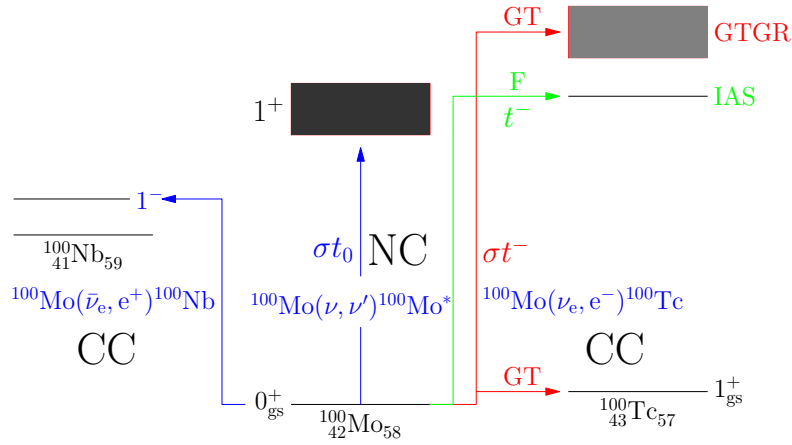 GT
GTGR
F
IAS
t⁻
1⁺
1⁻
σt₀
NC
σt⁻
¹⁰⁰₄₁Nb₅₉
¹⁰⁰Mo(ν̄ₑ, e⁺)¹⁰⁰Nb
¹⁰⁰Mo(ν, ν′)¹⁰⁰Mo*
¹⁰⁰Mo(νₑ, e⁻)¹⁰⁰Tc
CC
CC
GT
0⁺gs
1⁺gs
¹⁰⁰₄₂Mo₅₈
¹⁰⁰₄₃Tc₅₇